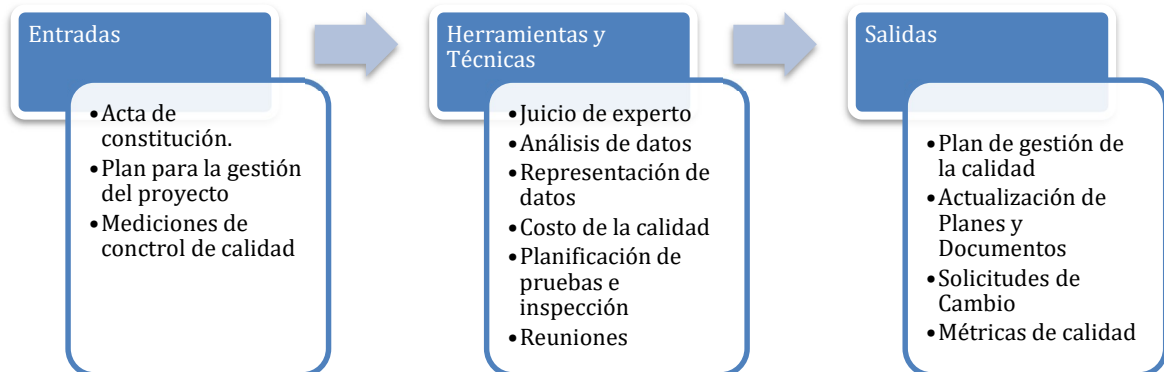 Entradas
•Acta de
constitución.
•Plan para la gestión
del proyecto
•Mediciones de
conctrol de calidad
Herramientas y
Técnicas
•Juicio de experto
•Análisis de datos
•Representación de
datos
•Costo de la calidad
•Planificación de
pruebas e
inspección
•Reuniones
Salidas
•Plan de gestión de
la calidad
•Actualización de
Planes y
Documentos
•Solicitudes de
Cambio
•Métricas de calidad